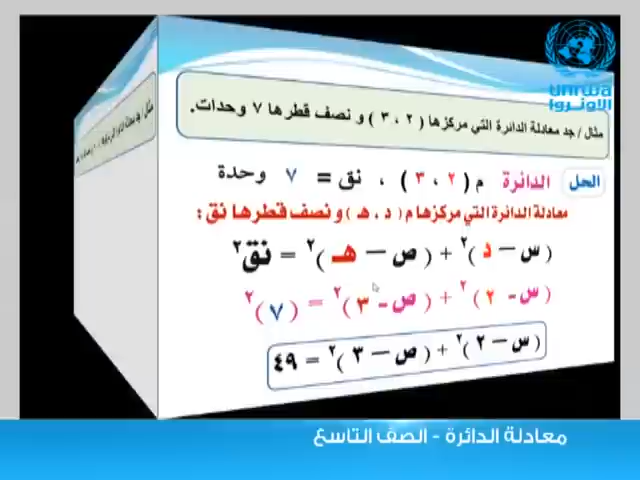 unrwa
الأونروا
مثال / جد معادلة الدائرة التي مركزها ( ٢ ، ٣ ) و نصف قطرها ٧ وحدات.
الحل الدائرة م ( ٢ ، ٣ ) ، نق = ٧ وحدة
معادلة الدائرة التي مركزها م ( د ، هـ ) و نصف قطرها نق :
( س – د )٢ + ( ص – هـ )٢ = نق٢
( س - ٢ )٢ + ( ص - ٣ )٢ = ( ٧ )٢
( س – ٢ )٢ + ( ص – ٣ )٢ = ٤٩
معادلة الدائرة - الصف التاسع